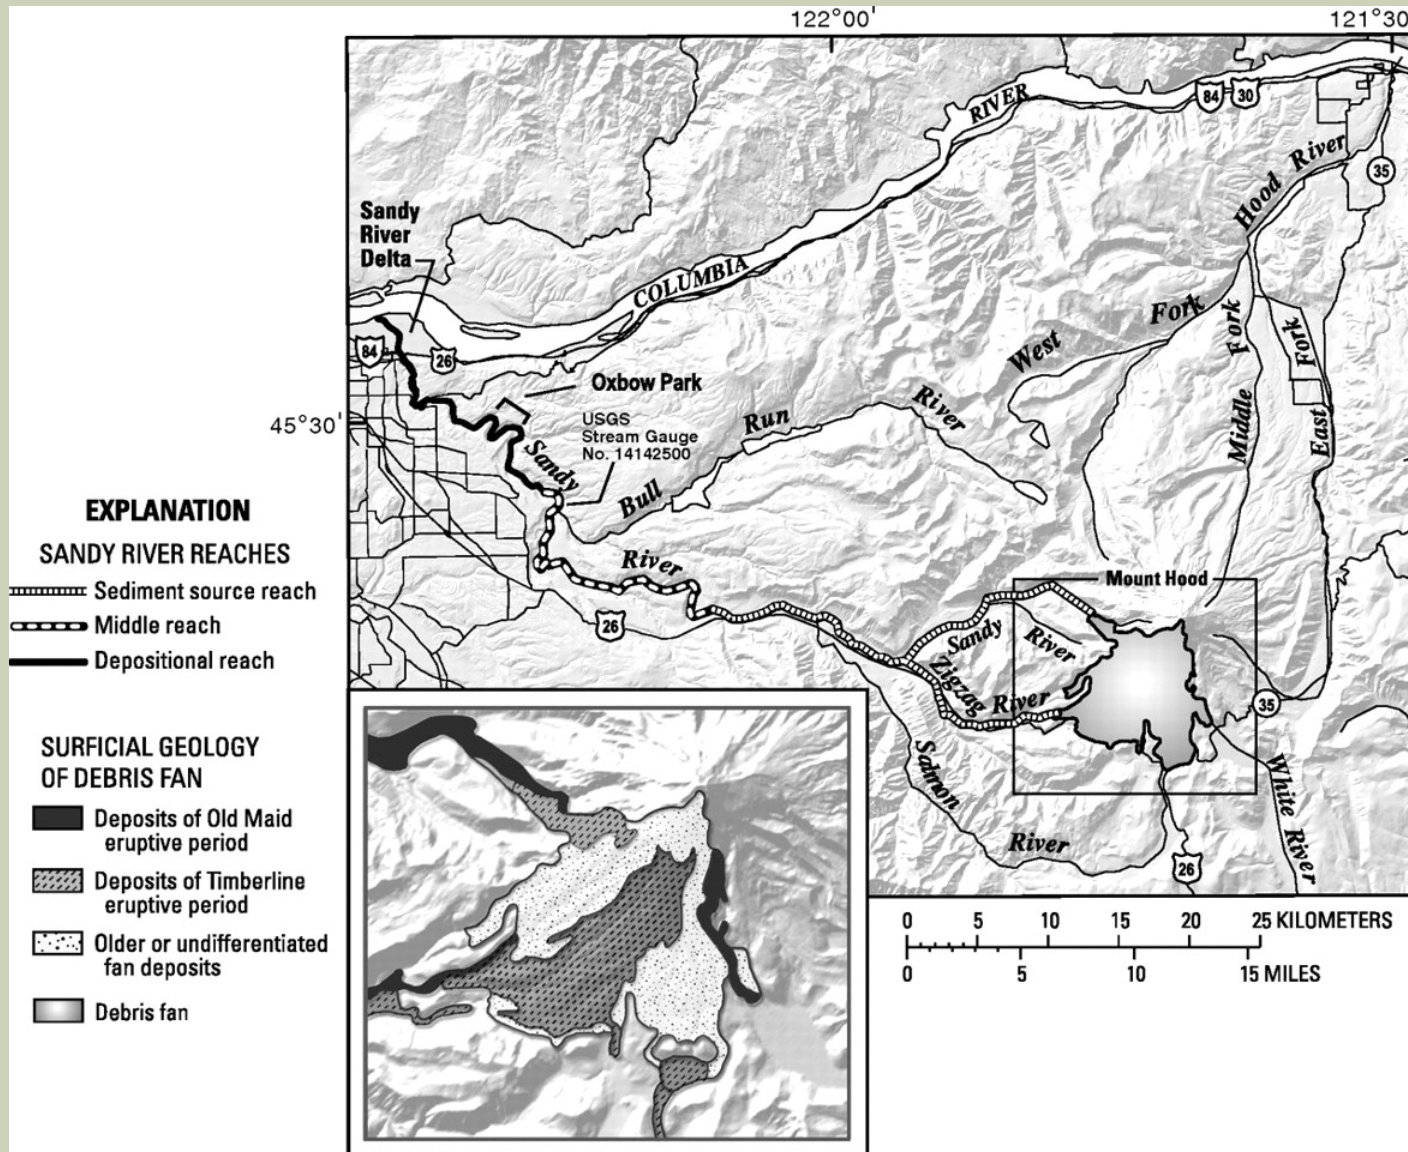 122°00'
121°30
COLUMBIA RIVER
84
30
Hood River
35
Sandy
River
Delta
84
26
Oxbow Park
45°30'
USGS
Stream Gauge
No. 14142500
Sandy
River
Bull Run River
West Fork
Middle Fork
East Fork
26
Mount Hood
Sandy River
Zigzag River
35
Salmon River
White River
26
EXPLANATION
SANDY RIVER REACHES
Sediment source reach
Middle reach
Depositional reach
SURFICIAL GEOLOGY
OF DEBRIS FAN
Deposits of Old Maid
eruptive period
Deposits of Timberline
eruptive period
Older or undifferentiated
fan deposits
Debris fan
0 5 10 15 20 25 KILOMETERS
0 5 10 15 MILES